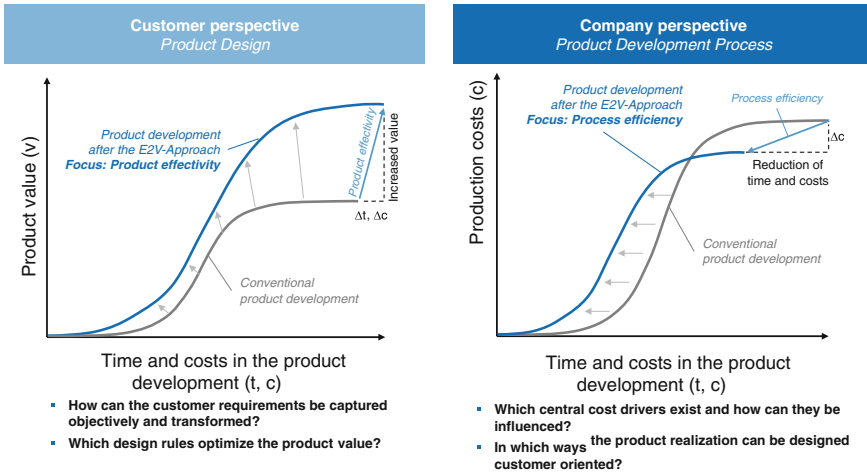 Customer perspective
Product Design
Product value (v)
Product development
after the E2V-Approach
Focus: Product effectivity
Product effectivity
Increased value
Δt, Δc
Conventional
product development
Time and costs in the product
development (t, c)
▪ How can the customer requirements be captured
objectively and transformed?
▪ Which design rules optimize the product value?
Company perspective
Product Development Process
Production costs (c)
Product development
after the E2V-Approach
Focus: Process efficiency
Process efficiency
Δc
Reduction of
time and costs
Conventional
product development
Time and costs in the product
development (t, c)
▪ Which central cost drivers exist and how can they be
influenced?
▪ In which ways the product realization can be designed
customer oriented?